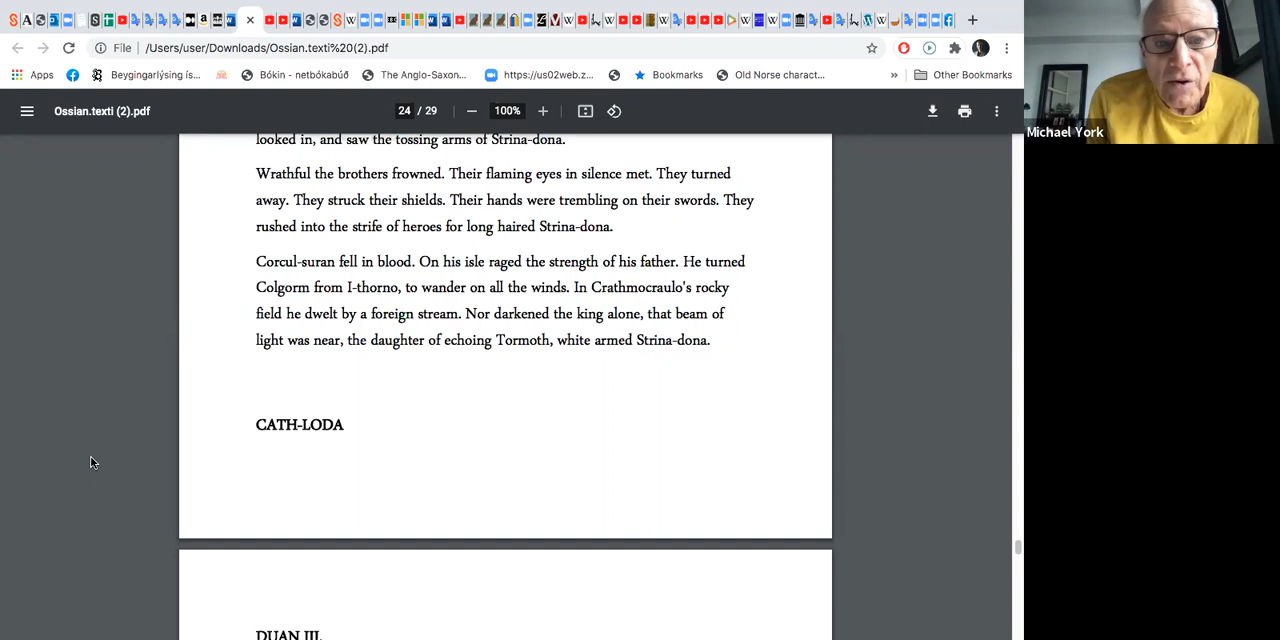 File
/Users/user/Downloads/Ossian.texti%20(2).pdf
Apps
Beygingarlýsing ís...
Bókin - netbókabúð
The Anglo-Saxon...
https://us02web.z...
Bookmarks
Old Norse charact...
»
Other Bookmarks
Ossian.texti (2).pdf
24 / 29
100%
Michael York
looked in, and saw the tossing arms of Strina-dona.
Wrathful the brothers frowned. Their flaming eyes in silence met. They turned
away. They struck their shields. Their hands were trembling on their swords. They
rushed into the strife of heroes for long haired Strina-dona.
Corcul-suran fell in blood. On his isle raged the strength of his father. He turned
Colgorm from I-thorno, to wander on all the winds. In Crathmocraulo's rocky
field he dwelt by a foreign stream. Nor darkened the king alone, that beam of
light was near, the daughter of echoing Tormoth, white armed Strina-dona.
CATH-LODA
DUAN III.